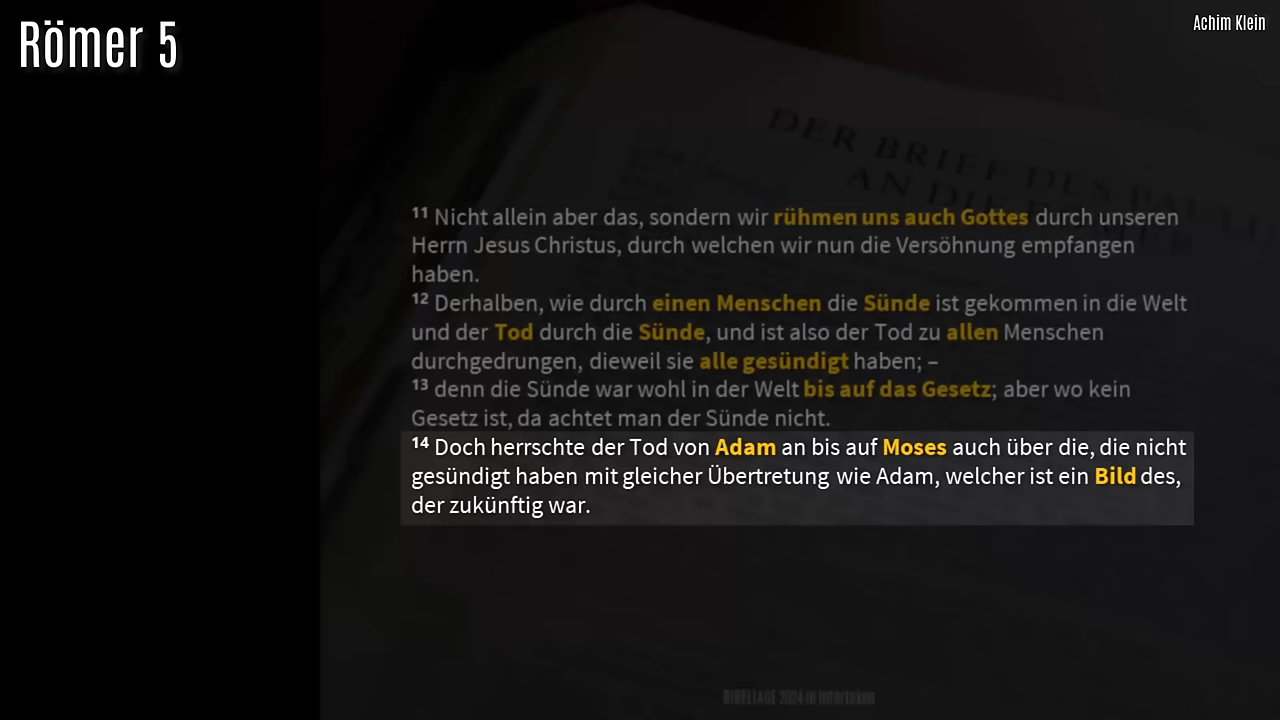 Römer 5
Achim Klein
DER BRIEF DES PAULUS
AN DIE RÖMER
11 Nicht allein aber das, sondern wir rühmen uns auch Gottes durch unseren
Herrn Jesus Christus, durch welchen wir nun die Versöhnung empfangen
haben.
12 Derhalben, wie durch einen Menschen die Sünde ist gekommen in die Welt
und der Tod durch die Sünde, und ist also der Tod zu allen Menschen
durchgedrungen, dieweil sie alle gesündigt haben; –
13 denn die Sünde war wohl in der Welt bis auf das Gesetz; aber wo kein
Gesetz ist, da achtet man der Sünde nicht.
14 Doch herrschte der Tod von Adam an bis auf Moses auch über die, die nicht
gesündigt haben mit gleicher Übertretung wie Adam, welcher ist ein Bild des,
der zukünftig war.
BIBELTAGE 2024 in Interlaken